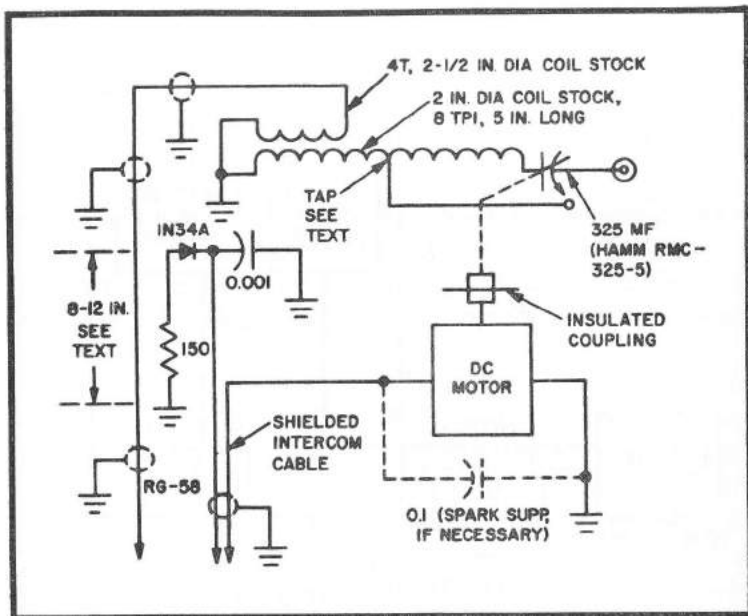 4T, 2-1/2 IN. DIA COIL STOCK
2 IN. DIA COIL STOCK,
8 TPI, 5 IN. LONG
TAP
SEE
TEXT
325 MF
(HAMM RMC-
325-5)
1N34A
0.001
8-12 IN.
SEE
TEXT
150
INSULATED
COUPLING
DC
MOTOR
SHIELDED
INTERCOM
CABLE
RG-58
0.1 (SPARK SUPP,
IF NECESSARY)